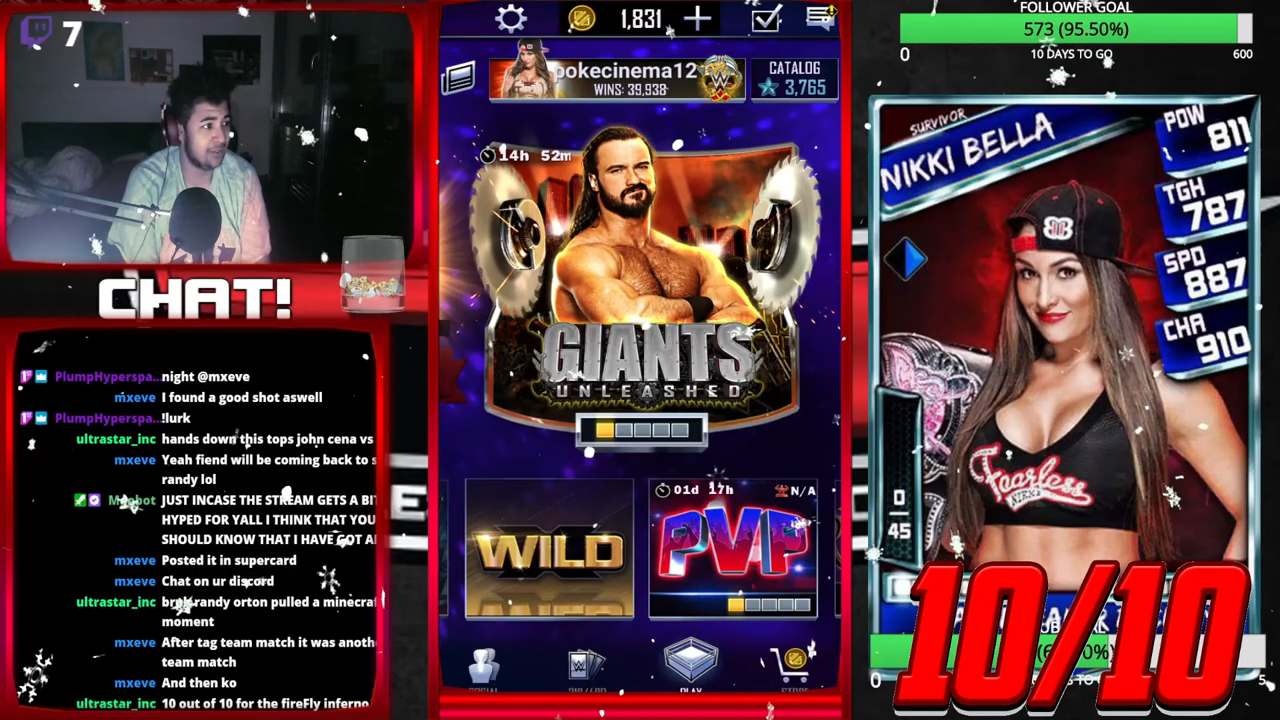 7
CHAT!
PlumpHyperspa... night @mxeve
mxeve I found a good shot aswell
PlumpHyperspa... !lurk
ultrastar_inc hands down this tops john cena vs
mxeve Yeah fiend will be coming back to s
randy lol
JUST INCASE THE STREAM GETS A BIT
HYPED FOR YALL I THINK THAT YOU
SHOULD KNOW THAT I HAVE GOT A
mxeve Posted it in supercard
mxeve Chat on ur discord
ultrastar_inc bruh randy orton pulled a minecraf
moment
mxeve After tag team match it was anoth
team match
mxeve And then ko
ultrastar_inc 10 out of 10 for the fireFly inferno
1,831
pokecinema12
WINS: 39,938
CATALOG
3,765
14h 52m
GIANTS
UNLEASHED
WILD
01d 17h
N/A
PVP
PLAY
FOLLOWER GOAL
573 (95.50%)
0
10 DAYS TO GO
600
SURVIVOR
NIKKI BELLA
POW
811
TGH
787
SPD
887
CHA
910
Fearless
NIKKI
0
45
10/10
0
5